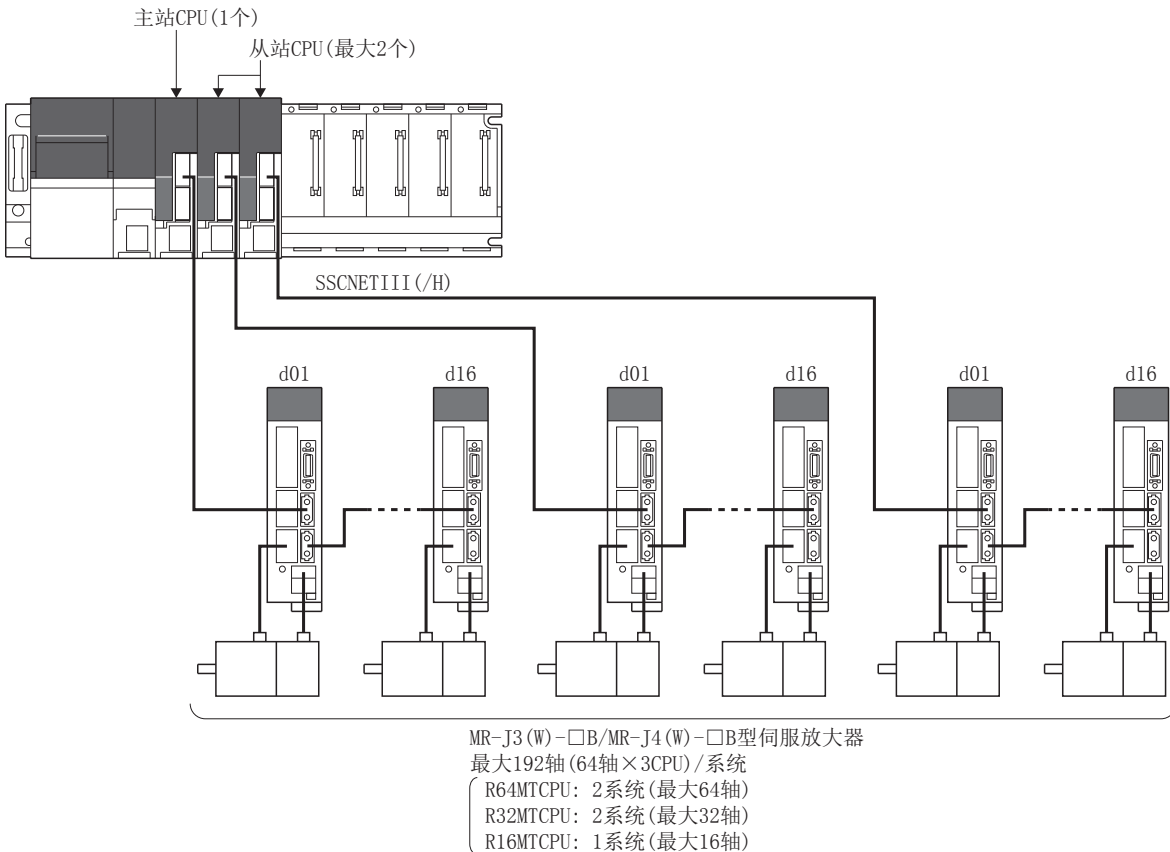 主站CPU(1个)
从站CPU(最大2个)
SSCNETIII(/H)
d01
d16
d01
d16
d01
d16
MR-J3(W)-□B/MR-J4(W)-□B型伺服放大器
最大192轴(64轴×3CPU)/系统
R64MTCPU: 2系统(最大64轴)
R32MTCPU: 2系统(最大32轴)
R16MTCPU: 1系统(最大16轴)